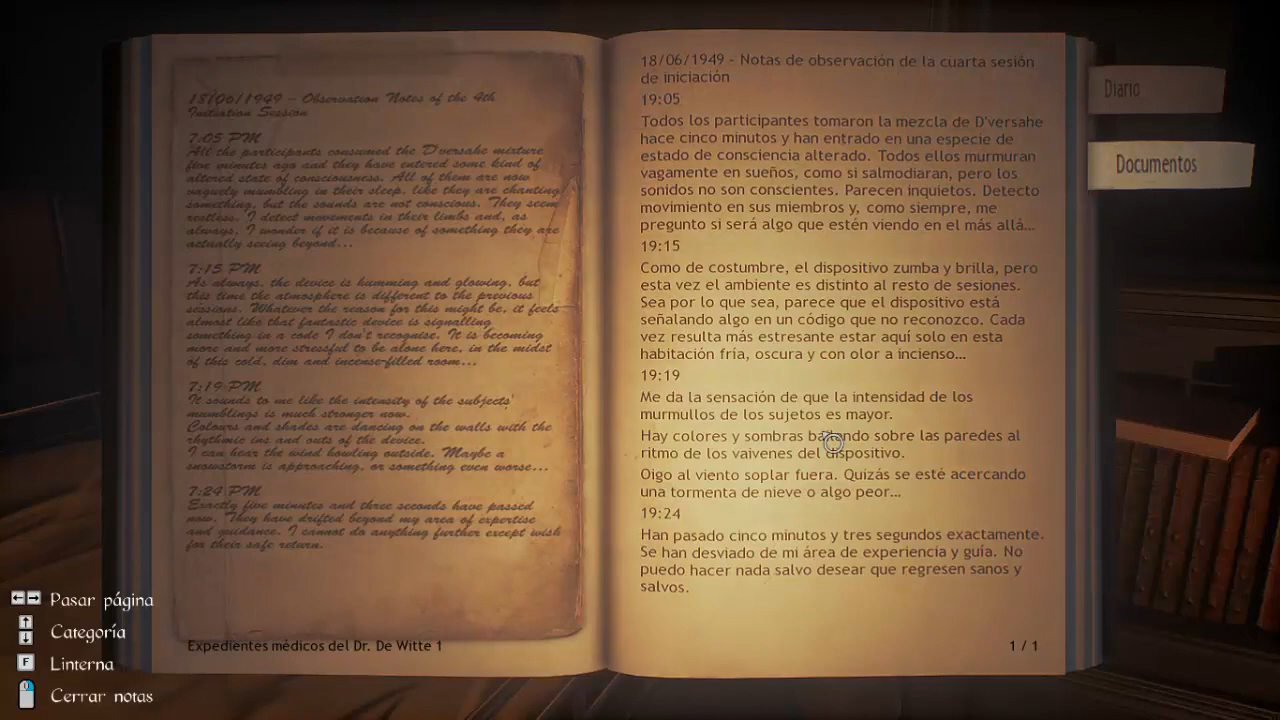 18/06/1949 - Observation Notes of the 4th
Initiation Session
7:05 PM
All the participants consumed the D'versahe mixture
five minutes ago and they have entered some kind of
altered state of consciousness. All of them are now
vaguely mumbling in their sleep, like they are chanting
something, but the sounds are not conscious. They seem
restless. I detect movements in their limbs and, as
always, I wonder if it is because of something they are
actually seeing beyond...
7:15 PM
As always, the device is humming and glowing, but
this time the atmosphere is different to the previous
sessions. Whatever the reason for this might be, it feels
almost like that fantastic device is signalling
something in a code I don't recognise. It is becoming
more and more stressful to be alone here, in the midst
of this cold, dim and incense-filled room...
7:19 PM
It sounds to me like the intensity of the subjects'
mumblings is much stronger now.
Colours and shades are dancing on the walls with the
rhythmic ins and outs of the device.
I can hear the wind howling outside. Maybe a
snowstorm is approaching, or something even worse...
7:24 PM
Exactly five minutes and three seconds have passed
now. They have drifted beyond my area of expertise
and guidance. I cannot do anything further except wish
for their safe return.
Expedientes médicos del Dr. De Witte 1
18/06/1949 - Notas de observación de la cuarta sesión
de iniciación
19:05
Todos los participantes tomaron la mezcla de D'versahe
hace cinco minutos y han entrado en una especie de
estado de consciencia alterado. Todos ellos murmuran
vagamente en sueños, como si salmodiaran, pero los
sonidos no son conscientes. Parecen inquietos. Detecto
movimiento en sus miembros y, como siempre, me
pregunto si será algo que estén viendo en el más allá...
19:15
Como de costumbre, el dispositivo zumba y brilla, pero
esta vez el ambiente es distinto al resto de sesiones.
Sea por lo que sea, parece que el dispositivo está
señalando algo en un código que no reconozco. Cada
vez resulta más estresante estar aquí solo en esta
habitación fría, oscura y con olor a incienso...
19:19
Me da la sensación de que la intensidad de los
murmullos de los sujetos es mayor.
Hay colores y sombras bailando sobre las paredes al
ritmo de los vaivenes del dispositivo.
Oigo al viento soplar fuera. Quizás se esté acercando
una tormenta de nieve o algo peor...
19:24
Han pasado cinco minutos y tres segundos exactamente.
Se han desviado de mi área de experiencia y guía. No
puedo hacer nada salvo desear que regresen sanos y
salvos.
1 / 1
Diario
Documentos
Pasar página
Categoría
F Linterna
Cerrar notas